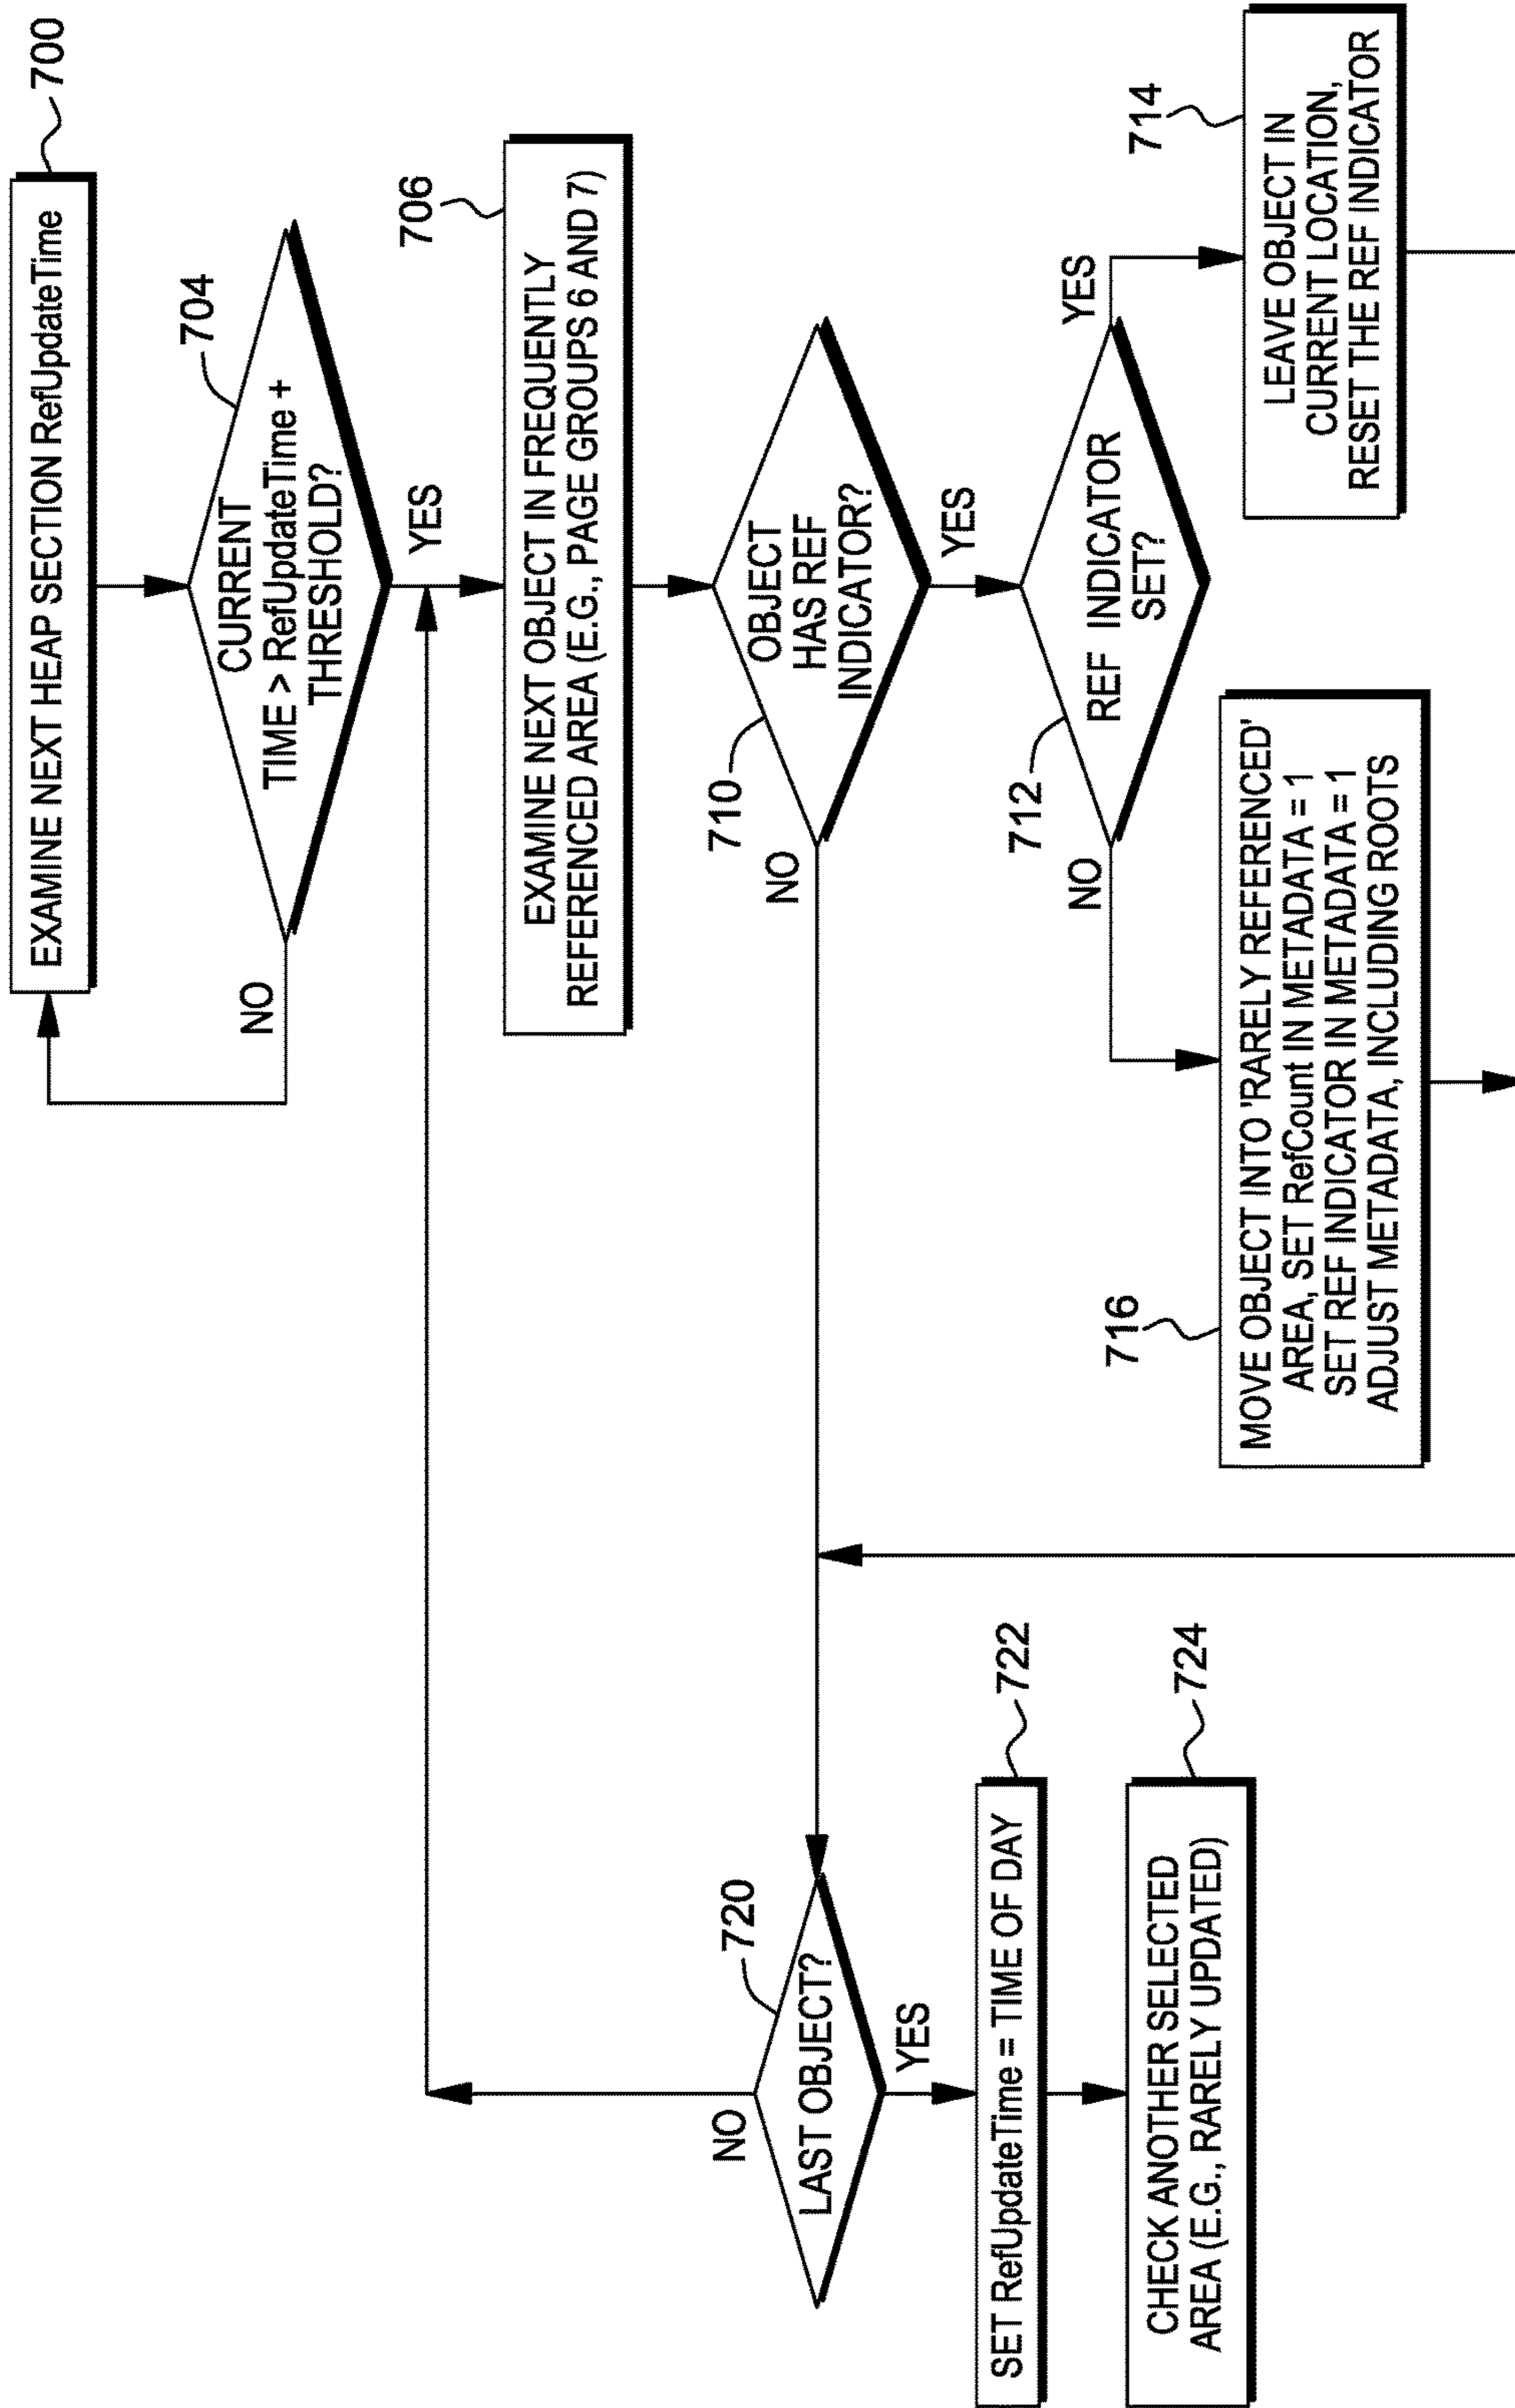 EXAMINE NEXT HEAP SECTION RefUpdateTime
700
704
CURRENT
TIME > RefUpdateTime +
THRESHOLD?
NO
YES
706
EXAMINE NEXT OBJECT IN FREQUENTLY
REFERENCED AREA (E.G., PAGE GROUPS 6 AND 7)
710
OBJECT
HAS REF
INDICATOR?
NO
YES
712
REF INDICATOR
SET?
NO
YES
714
LEAVE OBJECT IN
CURRENT LOCATION,
RESET THE REF INDICATOR
716
MOVE OBJECT INTO 'RARELY REFERENCED'
AREA, SET RefCount IN METADATA = 1
SET REF INDICATOR IN METADATA = 1
ADJUST METADATA, INCLUDING ROOTS
720
LAST OBJECT?
NO
YES
722
SET RefUpdateTime = TIME OF DAY
724
CHECK ANOTHER SELECTED
AREA (E.G., RARELY UPDATED)